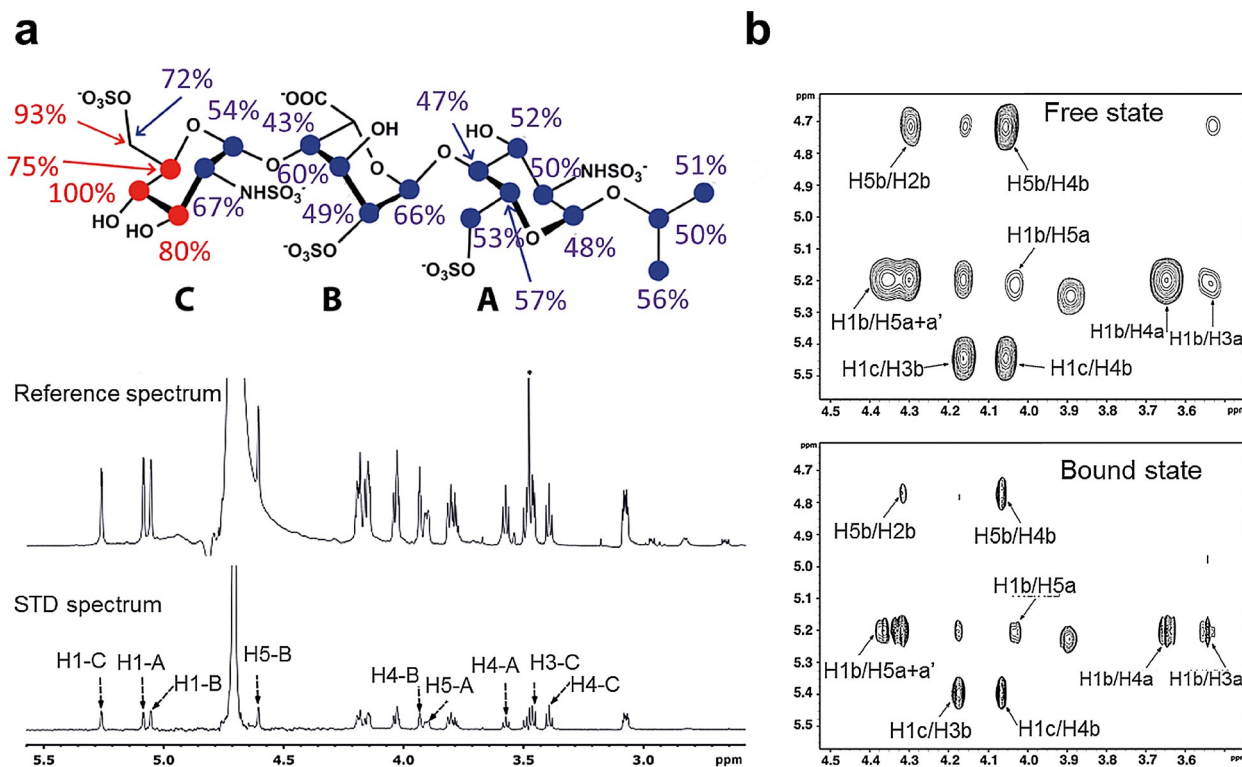 a
b
72%
-O3SO
93%
54%
-OOC
43%
OH
47%
HO
52%
O
O
75%
O
O
60%
50%
NHSO3-
O
51%
100%
NHSO3-
HO
HO
67%
49%
66%
53%
O
48%
50%
80%
-O3SO
-O3SO
57%
56%
C
B
A
Reference spectrum
*
STD spectrum
H1-C
H1-A
H1-B
H5-B
H4-B
H5-A
H4-A
H3-C
H4-C
5.5 5.0 4.5 4.0 3.5 ppm 3.0
ppm
Free state
4.7
4.8
4.9
5.0
5.1
5.2
5.3
5.4
5.5
H5b/H2b
H5b/H4b
H1b/H5a
H1b/H5a+a'
H1b/H4a
H1b/H3a
H1c/H3b
H1c/H4b
4.5 4.4 4.3 4.2 4.1 4.0 3.9 3.8 3.7 3.6 ppm
ppm
Bound state
4.7
4.8
4.9
5.0
5.1
5.2
5.3
5.4
5.5
H5b/H2b
H5b/H4b
H1b/H5a
H1b/H5a+a'
H1b/H4a
H1b/H3a
H1c/H3b
H1c/H4b
4.5 4.4 4.3 4.2 4.1 4.0 3.9 3.8 3.7 3.6 ppm